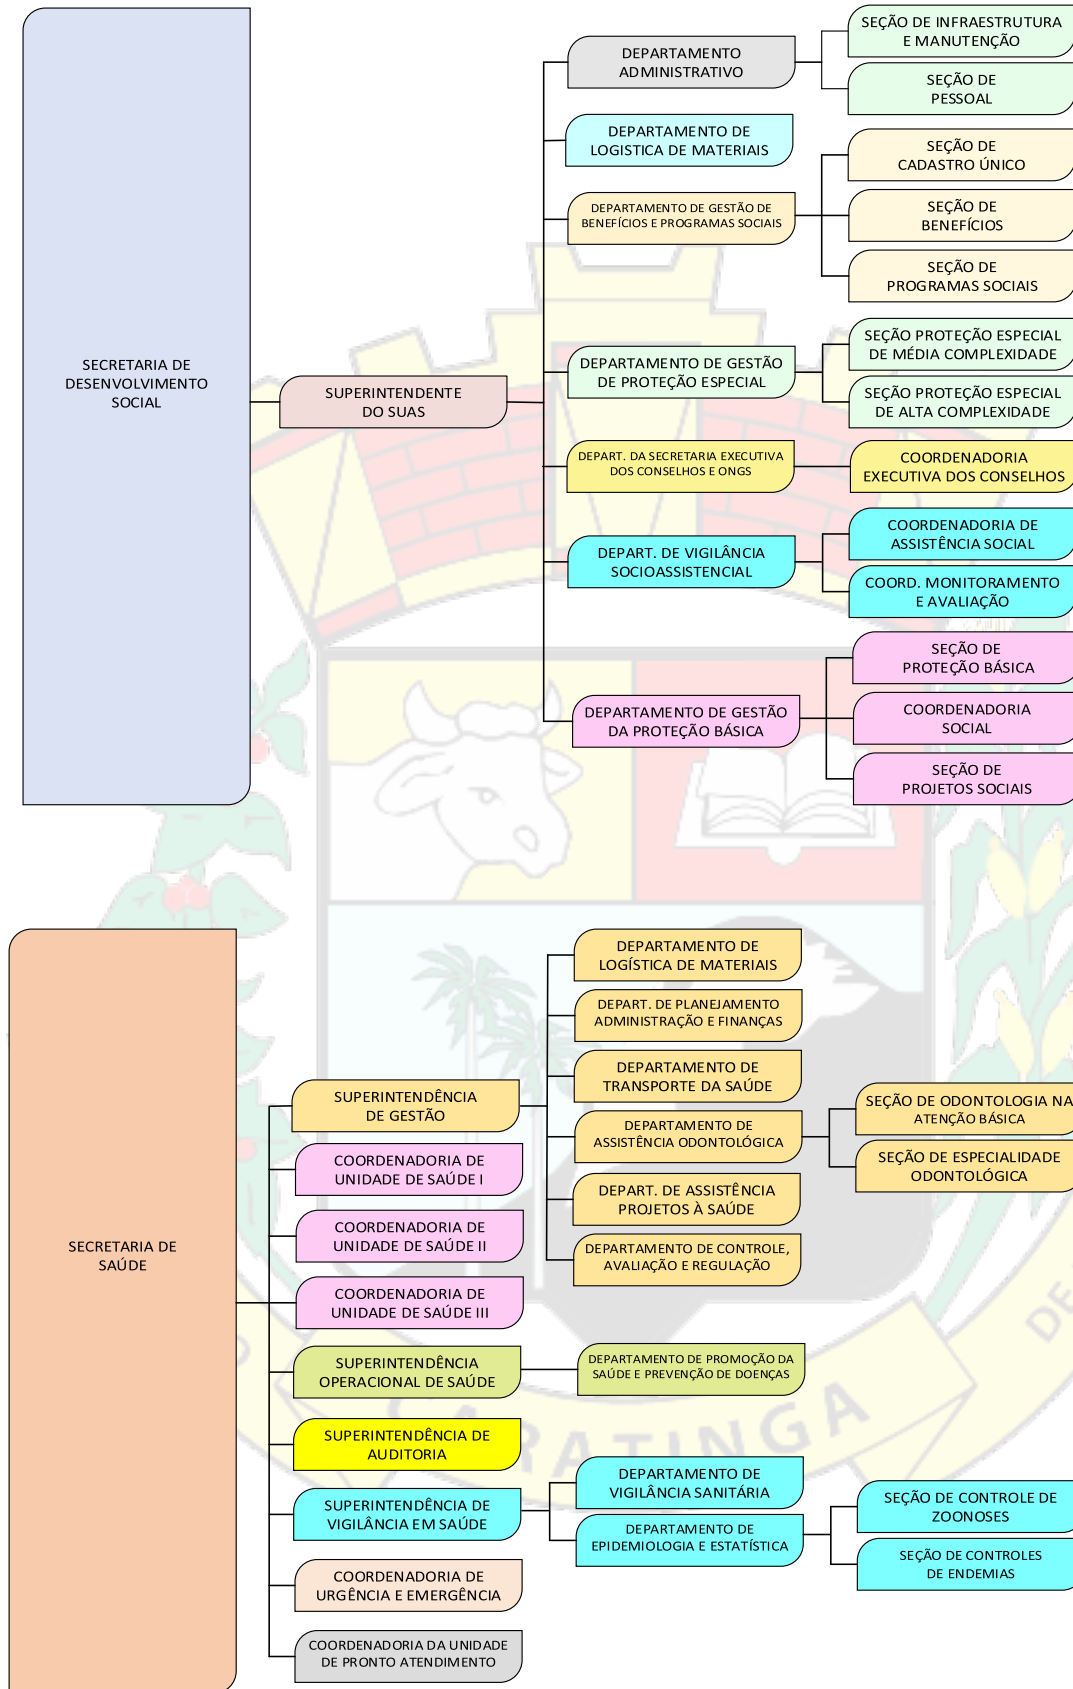 SECRETARIA DE
DESENVOLVIMENTO
SOCIAL
SUPERINTENDENTE
DO SUAS
DEPARTAMENTO
ADMINISTRATIVO
SEÇÃO DE INFRAESTRUTURA
E MANUTENÇÃO
SEÇÃO DE
PESSOAL
DEPARTAMENTO DE
LOGISTICA DE MATERIAIS
DEPARTAMENTO DE GESTÃO DE
BENEFÍCIOS E PROGRAMAS SOCIAIS
SEÇÃO DE
CADASTRO ÚNICO
SEÇÃO DE
BENEFÍCIOS
SEÇÃO DE
PROGRAMAS SOCIAIS
DEPARTAMENTO DE GESTÃO
DE PROTEÇÃO ESPECIAL
SEÇÃO PROTEÇÃO ESPECIAL
DE MÉDIA COMPLEXIDADE
SEÇÃO PROTEÇÃO ESPECIAL
DE ALTA COMPLEXIDADE
DEPART. DA SECRETARIA EXECUTIVA
DOS CONSELHOS E ONGS
COORDENADORIA
EXECUTIVA DOS CONSELHOS
DEPART. DE VIGILÂNCIA
SOCIOASSISTENCIAL
COORDENADORIA DE
ASSISTÊNCIA SOCIAL
COORD. MONITORAMENTO
E AVALIAÇÃO
DEPARTAMENTO DE GESTÃO
DA PROTEÇÃO BÁSICA
SEÇÃO DE
PROTEÇÃO BÁSICA
COORDENADORIA
SOCIAL
SEÇÃO DE
PROJETOS SOCIAIS
SECRETARIA DE
SAÚDE
SUPERINTENDÊNCIA
DE GESTÃO
DEPARTAMENTO DE
LOGÍSTICA DE MATERIAIS
DEPART. DE PLANEJAMENTO
ADMINISTRAÇÃO E FINANÇAS
DEPARTAMENTO DE
TRANSPORTE DA SAÚDE
DEPARTAMENTO DE
ASSISTÊNCIA ODONTOLÓGICA
SEÇÃO DE ODONTOLOGIA NA
ATENÇÃO BÁSICA
SEÇÃO DE ESPECIALIDADE
ODONTOLÓGICA
DEPART. DE ASSISTÊNCIA
PROJETOS À SAÚDE
DEPARTAMENTO DE CONTROLE,
AVALIAÇÃO E REGULAÇÃO
COORDENADORIA DE
UNIDADE DE SAÚDE I
COORDENADORIA DE
UNIDADE DE SAÚDE II
COORDENADORIA DE
UNIDADE DE SAÚDE III
SUPERINTENDÊNCIA
OPERACIONAL DE SAÚDE
DEPARTAMENTO DE PROMOÇÃO DA
SAÚDE E PREVENÇÃO DE DOENÇAS
SUPERINTENDÊNCIA DE
AUDITORIA
SUPERINTENDÊNCIA DE
VIGILÂNCIA EM SAÚDE
DEPARTAMENTO DE
VIGILÂNCIA SANITÁRIA
DEPARTAMENTO DE
EPIDEMIOLOGIA E ESTATÍSTICA
SEÇÃO DE CONTROLE DE
ZOONOSES
SEÇÃO DE CONTROLES
DE ENDEMIAS
COORDENADORIA DE
URGÊNCIA E EMERGÊNCIA
COORDENADORIA DA UNIDADE
DE PRONTO ATENDIMENTO